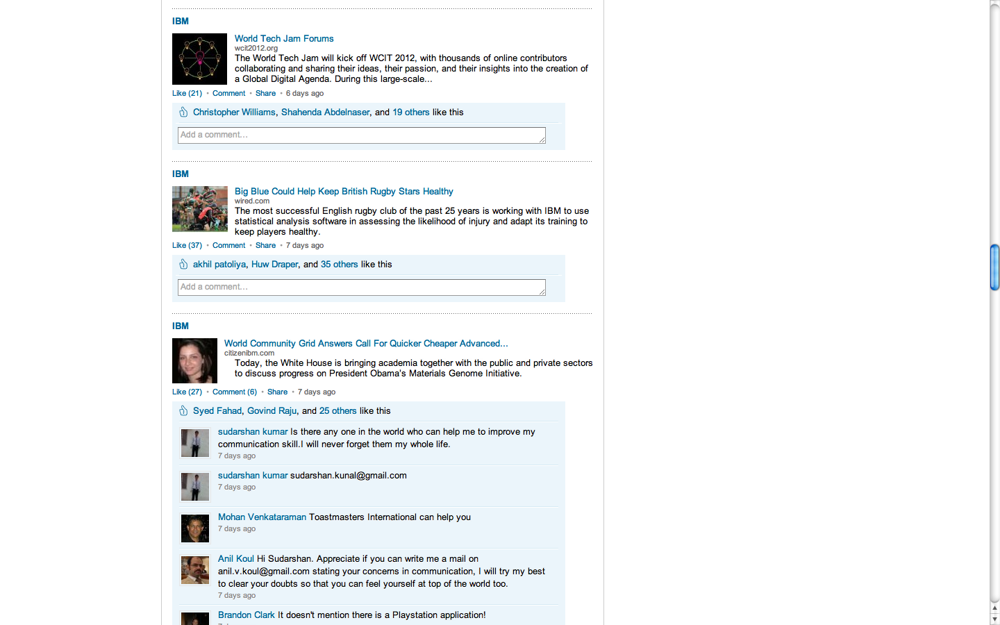 IBM
World Tech Jam Forums
wcit2012.org
The World Tech Jam will kick off WCIT 2012, with thousands of online contributors
collaborating and sharing their ideas, their passion, and their insights into the creation of
a Global Digital Agenda. During this large-scale...
Like (21) • Comment • Share • 6 days ago
Christopher Williams, Shahenda Abdelnaser, and 19 others like this
Add a comment...
IBM
Big Blue Could Help Keep British Rugby Stars Healthy
wired.com
The most successful English rugby club of the past 25 years is working with IBM to use
statistical analysis software in assessing the likelihood of injury and adapt its training to
keep players healthy.
Like (37) • Comment • Share • 7 days ago
akhil patoliya, Huw Draper, and 35 others like this
Add a comment...
IBM
World Community Grid Answers Call For Quicker Cheaper Advanced...
citizenibm.com
Today, the White House is bringing academia together with the public and private sectors
to discuss progress on President Obama's Materials Genome Initiative.
Like (27) • Comment (6) • Share • 7 days ago
Syed Fahad, Govind Raju, and 25 others like this
sudarshan kumar Is there any one in the world who can help me to improve my
communication skill.I will never forget them my whole life.
7 days ago
sudarshan kumar sudarshan.kunal@gmail.com
7 days ago
Mohan Venkataraman Toastmasters International can help you
7 days ago
Anil Koul Hi Sudarshan. Appreciate if you can write me a mail on
anil.v.koul@gmail.com stating your concerns in communication, I will try my best
to clear your doubts so that you can feel yourself at top of the world too.
7 days ago
Brandon Clark It doesn't mention there is a Playstation application!